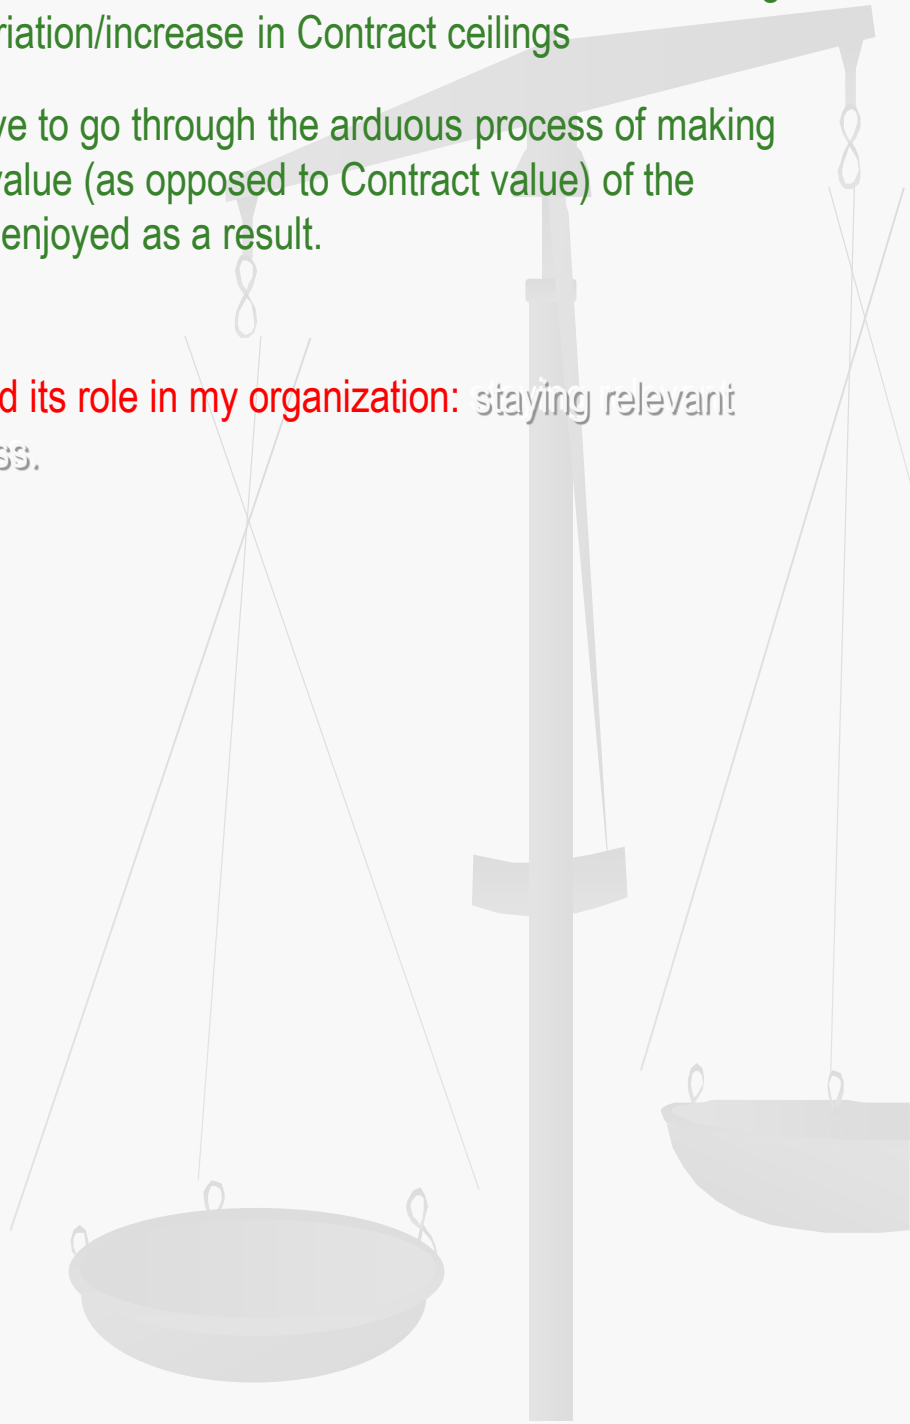 riation/increase in Contract ceilings
ve to go through the arduous process of making
value (as opposed to Contract value) of the
enjoyed as a result.
d its role in my organization: staying relevant
ss.